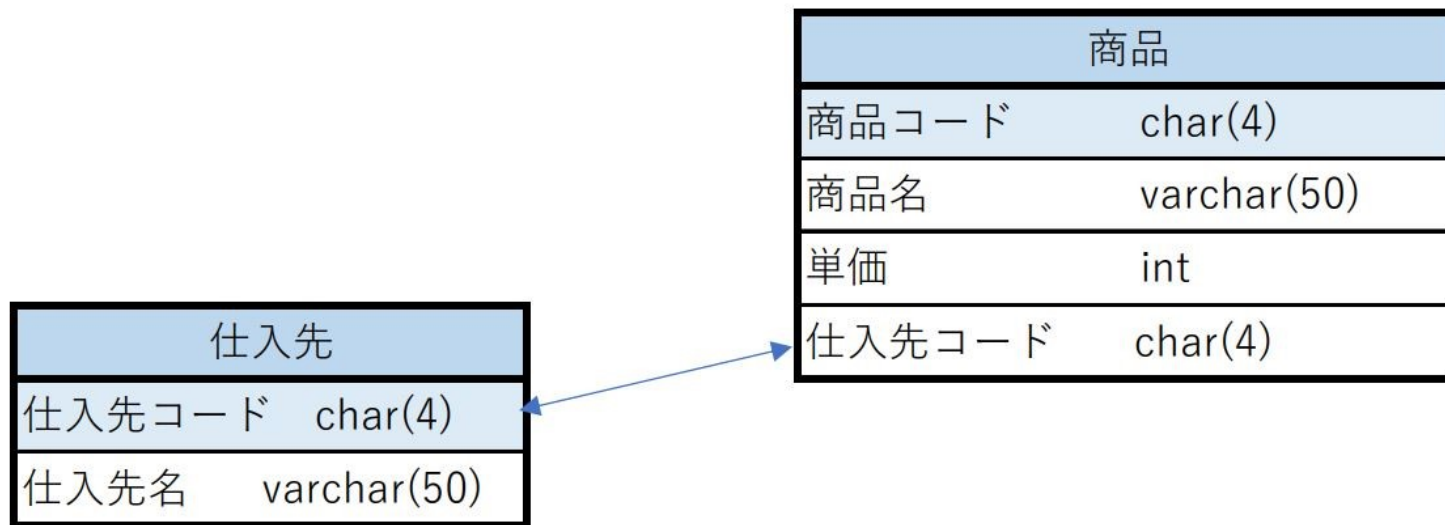 商品
商品コード char(4)
商品名 varchar(50)
単価 int
仕入先コード char(4)
仕入先
仕入先コード char(4)
仕入先名 varchar(50)